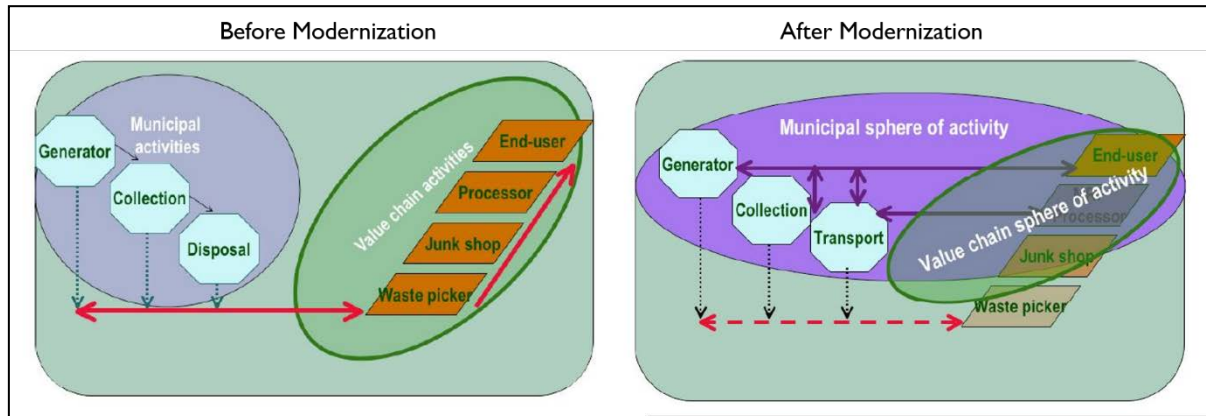 Before Modernization
After Modernization
Municipal
activities
Generator
Collection
Disposal
Value chain activities
End-user
Processor
Junk shop
Waste picker
Municipal sphere of activity
Generator
Collection
Transport
Value chain sphere of activity
End-user
Processor
Junk shop
Waste picker